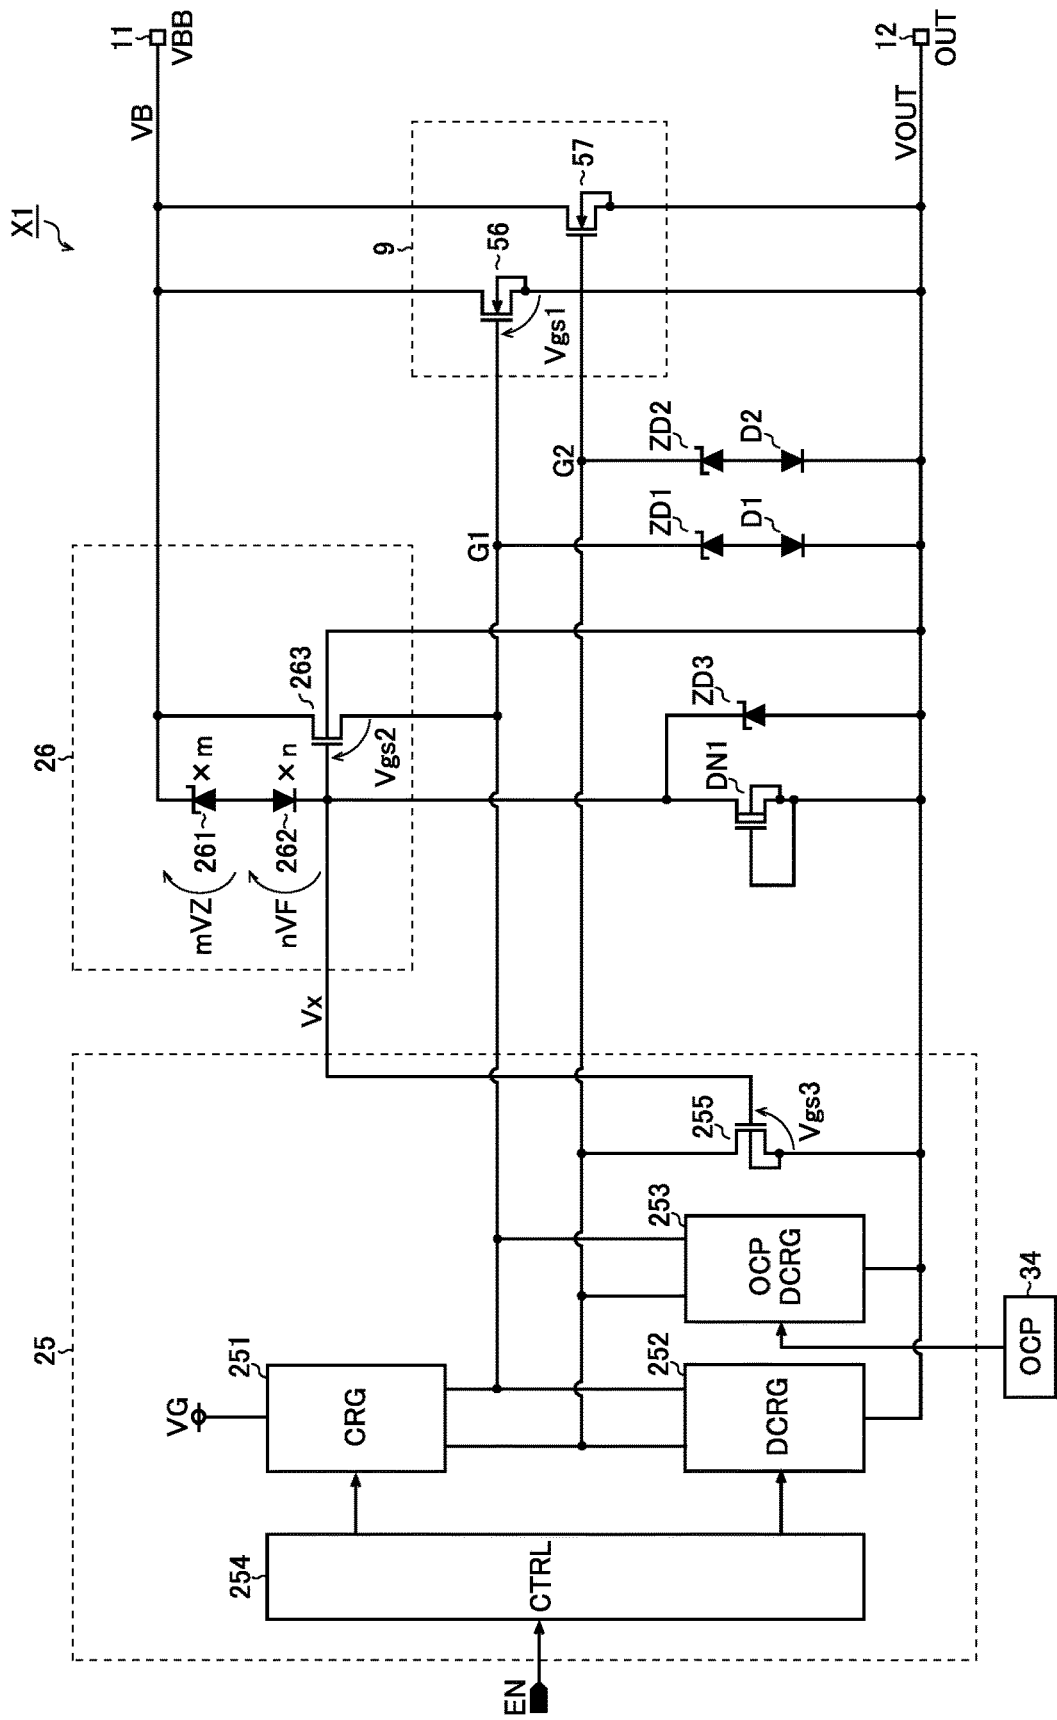 X1
11
VBB
VB
12
OUT
VOUT
9
56
57
Vgs1
26
261
× m
262
× n
263
mVZ
nVF
Vgs2
Vx
G1
G2
ZD1
D1
ZD2
D2
ZD3
DN1
25
VG
251
CRG
252
DCRG
253
OCP
DCRG
254
CTRL
255
Vgs3
EN
34
OCP